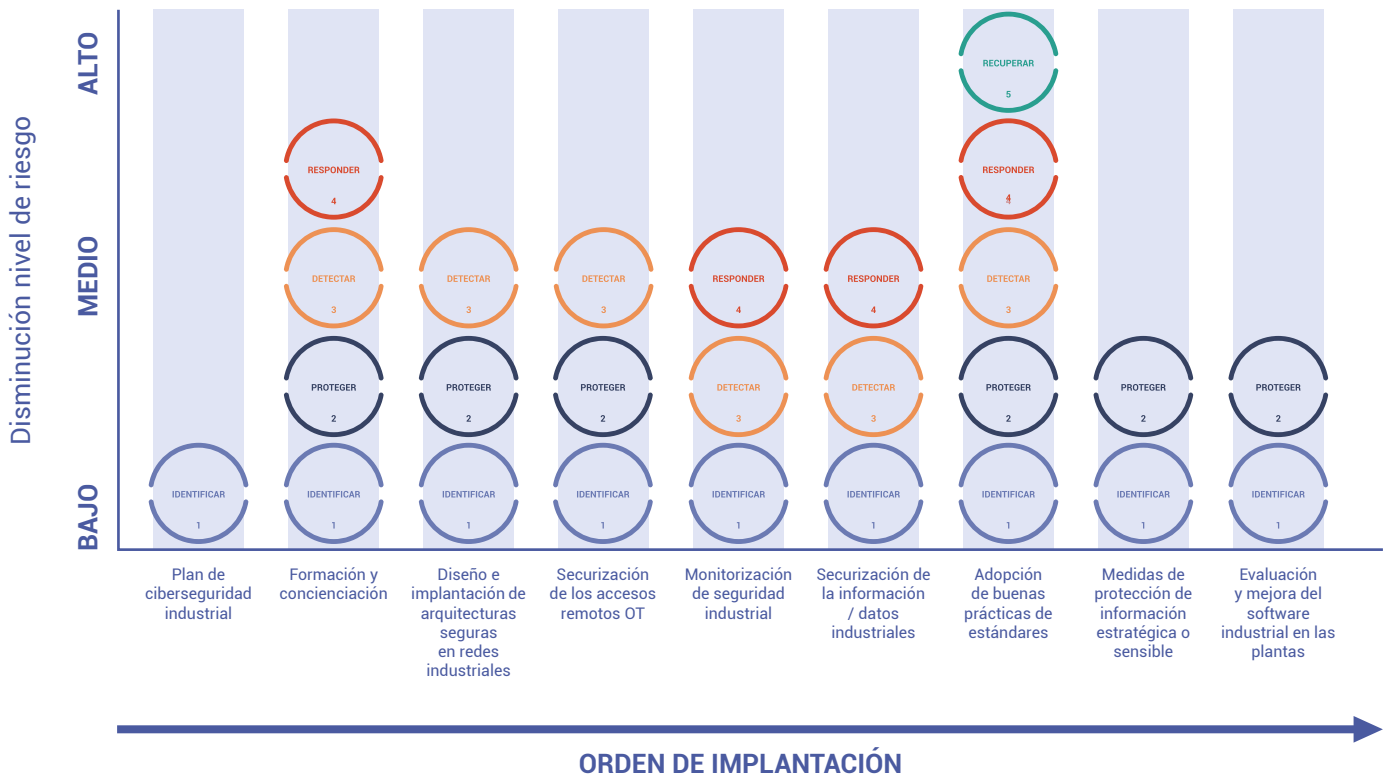 Disminución nivel de riesgo
ALTO
MEDIO
BAJO
RECUPERAR
5
RESPONDER
4
RESPONDER
4
DETECTAR
3
DETECTAR
3
DETECTAR
3
RESPONDER
4
RESPONDER
4
DETECTAR
3
PROTEGER
2
PROTEGER
2
PROTEGER
2
DETECTAR
3
DETECTAR
3
PROTEGER
2
PROTEGER
2
PROTEGER
2
IDENTIFICAR
1
IDENTIFICAR
1
IDENTIFICAR
1
IDENTIFICAR
1
IDENTIFICAR
1
IDENTIFICAR
1
IDENTIFICAR
1
IDENTIFICAR
1
IDENTIFICAR
1
Plan de
ciberseguridad
industrial
Formación y
concienciación
Diseño e
implantación de
arquitecturas
seguras
en redes
industriales
Securización
de los accesos
remotos OT
Monitorización
de seguridad
industrial
Securización de
la información
/ datos
industriales
Adopción
de buenas
prácticas de
estándares
Medidas de
protección de
información
estratégica o
sensible
Evaluación
y mejora del
software
industrial en las
plantas
ORDEN DE IMPLANTACIÓN